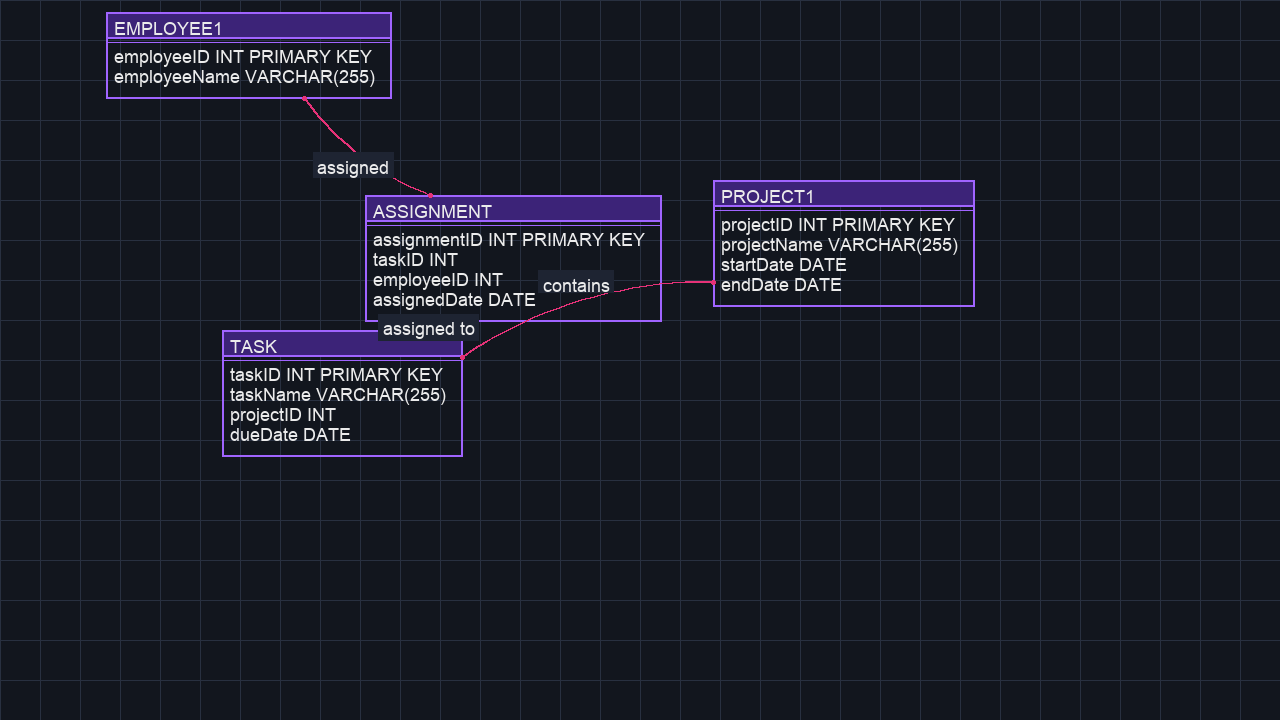 EMPLOYEE1
employeeID INT PRIMARY KEY
employeeName VARCHAR(255)
assigned
ASSIGNMENT
assignmentID INT PRIMARY KEY
taskID INT
employeeID INT
assignedDate DATE
contains
PROJECT1
projectID INT PRIMARY KEY
projectName VARCHAR(255)
startDate DATE
endDate DATE
assigned to
TASK
taskID INT PRIMARY KEY
taskName VARCHAR(255)
projectID INT
dueDate DATE